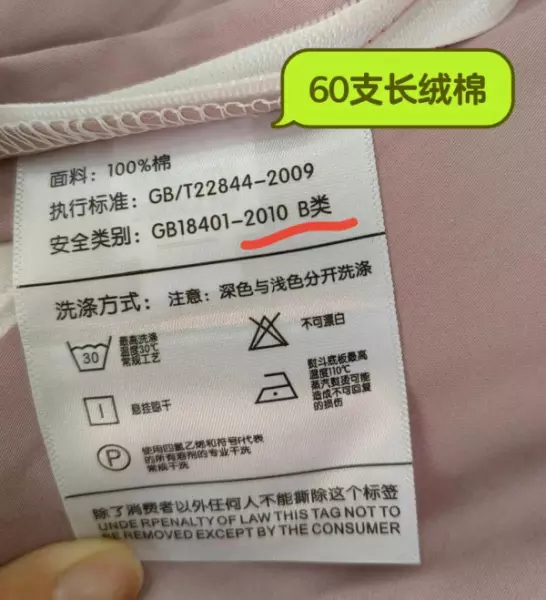 60支长绒棉
面料：100%棉
执行标准：GB/T22844-2009
安全类别：GB18401-2010 B类
洗涤方式：注意：深色与浅色分开洗涤
30
最高洗涤
温度30℃
常规工艺
不可漂白
悬挂晾干
熨斗底板最高
温度110℃
蒸汽熨烫可能
造成不可回复
的损伤
P
使用四氯乙烯和符号F代表
的所有溶剂的专业干洗
常规干洗
除了消费者以外任何人不能撕除这个标签
UNDE RPENALTY OF LAW THIS TAG NOT TO
BE REMOVED EXCEPT BY THE CONSUMER